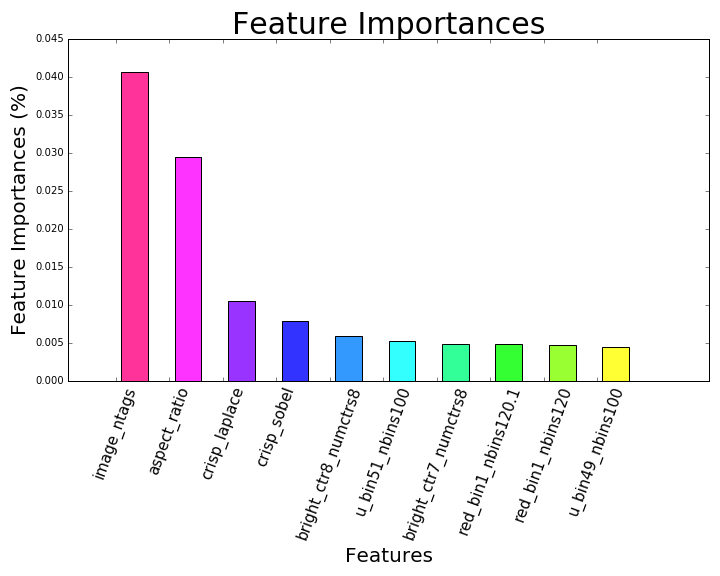 Feature Importances
0.045
0.040
0.035
0.030
0.025
0.020
0.015
0.010
0.005
0.000
Feature Importances (%)
image_ntags
aspect_ratio
crisp_laplace
crisp_sobel
bright_ctr8_numctrs8
u_bin51_nbins100
bright_ctr7_numctrs8
red_bin1_nbins120.1
red_bin1_nbins120
u_bin49_nbins100
Features